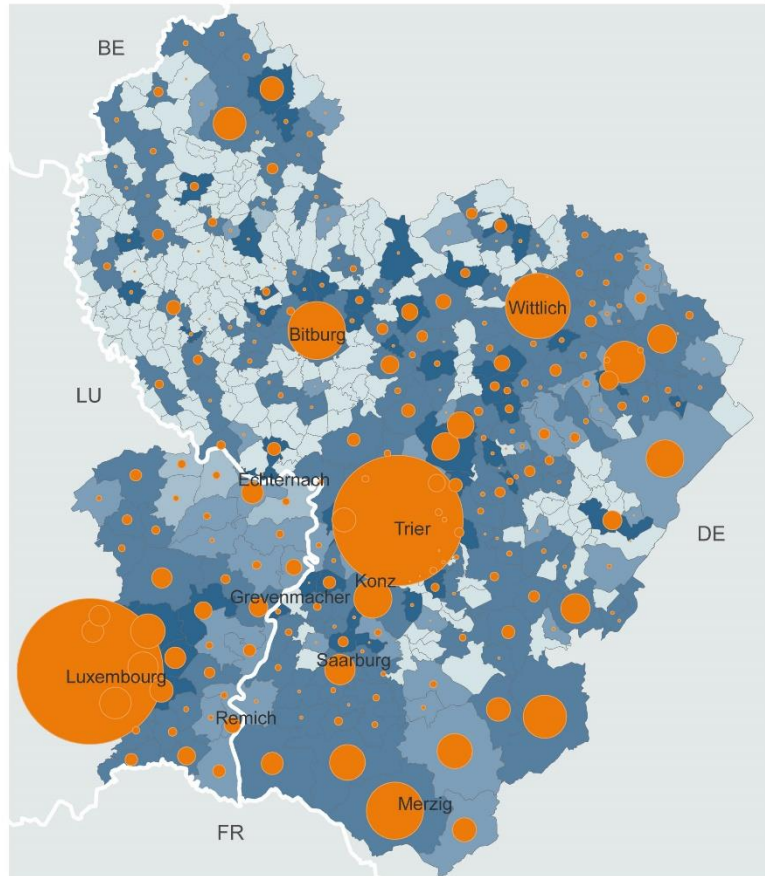 BE
Wittlich
Bitburg
LU
Echternach
Trier
DE
Konz
Grevenmacher
Saarburg
Luxembourg
Remich
Merzig
FR